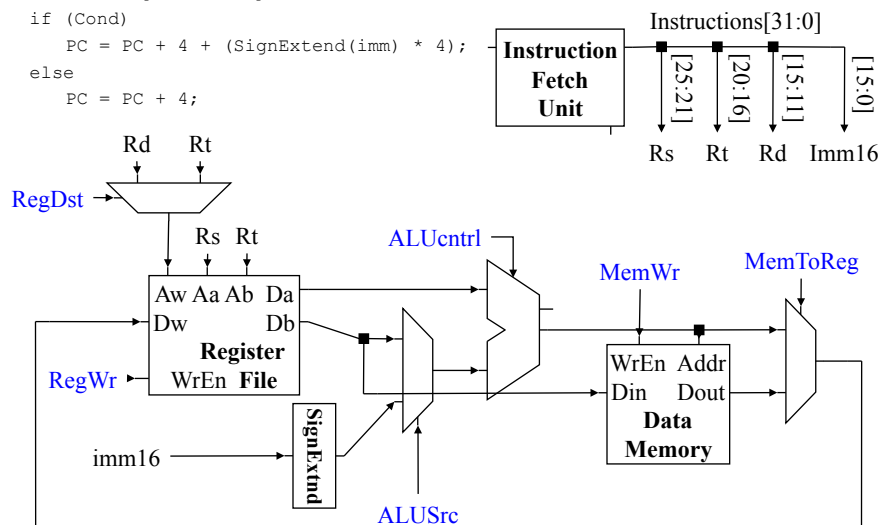 if (Cond)
PC = PC + 4 + (SignExtend(imm) * 4);
else
PC = PC + 4;
Instruction
Fetch
Unit
Instructions[31:0]
[25:21]
[20:16]
[15:11]
[15:0]
Rs
Rt
Rd
Imm16
Rd
Rt
RegDst
Rs
Rt
ALUcntrl
MemWr
MemToReg
Aw Aa Ab Da
Dw
Db
Register
WrEn File
RegWr
WrEn Addr
Din Dout
Data
Memory
SignExtnd
imm16
ALUSrc